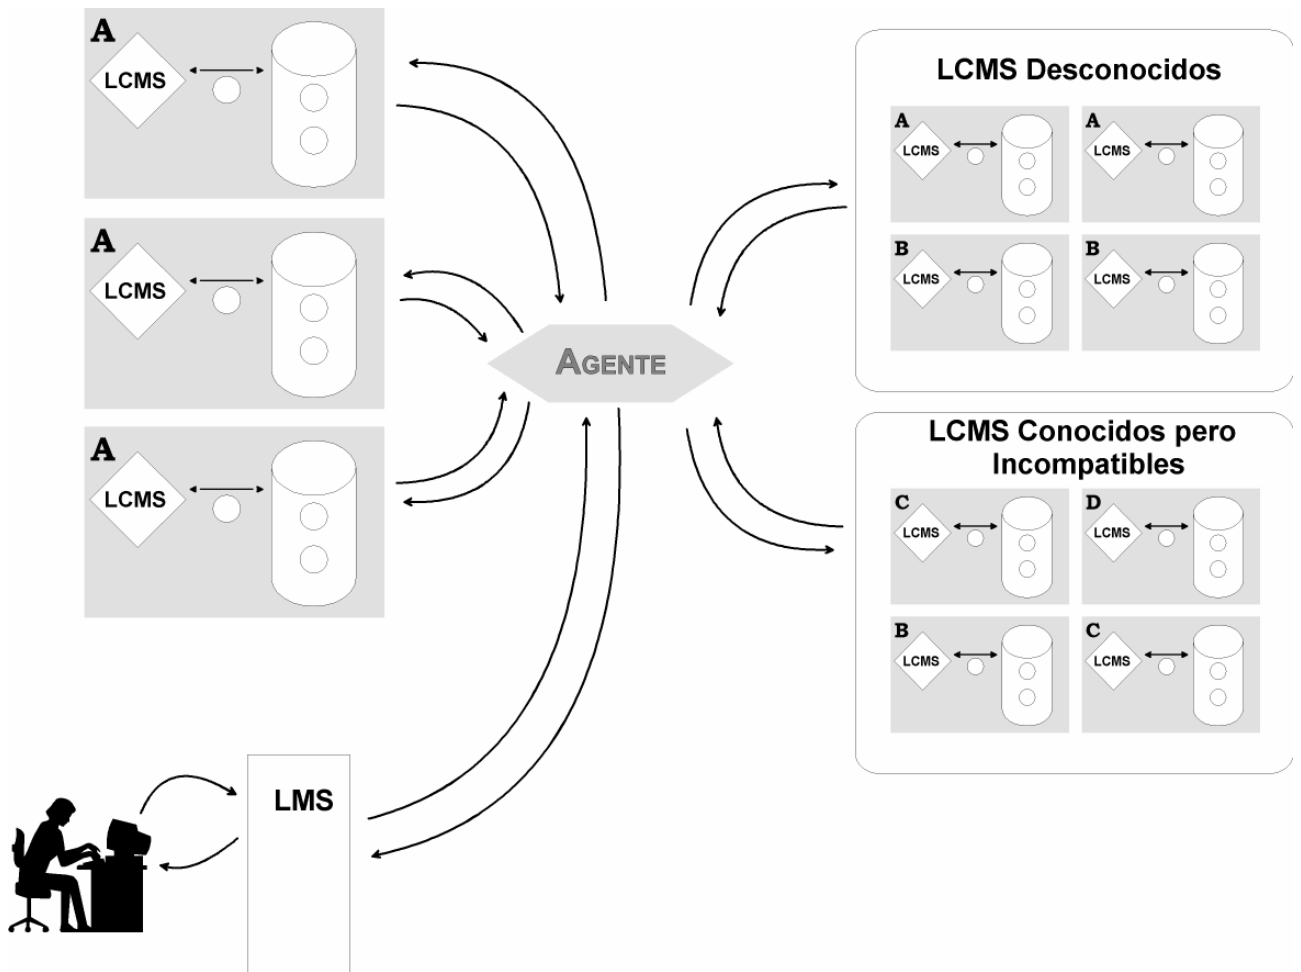 A
LCMS
A
LCMS
A
LCMS
AGENTE
LMS
LCMS Desconocidos
A
LCMS
A
LCMS
B
LCMS
B
LCMS
LCMS Conocidos pero
Incompatibles
C
LCMS
D
LCMS
B
LCMS
C
LCMS